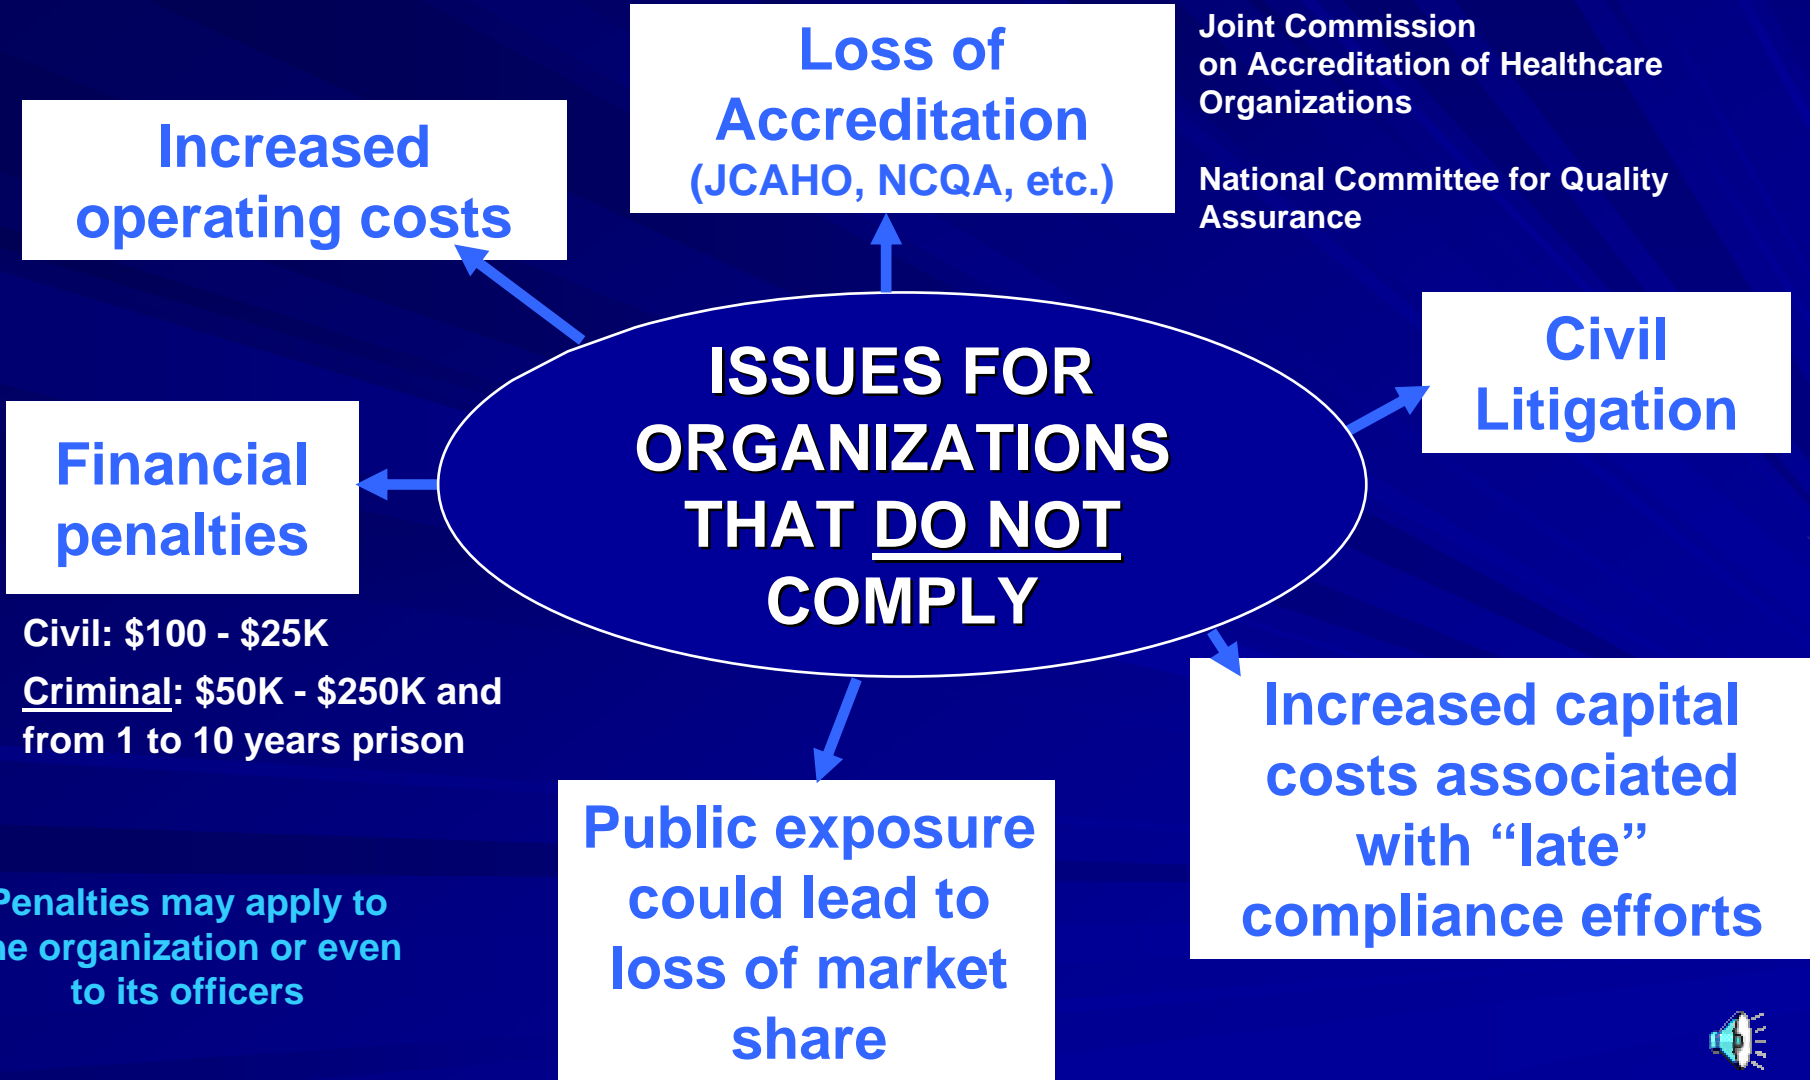 Loss of
Accreditation
(JCAHO, NCQA, etc.)
Joint Commission
on Accreditation of Healthcare
Organizations
National Committee for Quality
Assurance
Increased
operating costs
Civil
Litigation
ISSUES FOR
ORGANIZATIONS
THAT DO NOT
COMPLY
Financial
penalties
Civil: $100 - $25K
Criminal: $50K - $250K and
from 1 to 10 years prison
Increased capital
costs associated
with “late”
compliance efforts
Public exposure
could lead to
loss of market
share
Penalties may apply to
he organization or even
to its officers